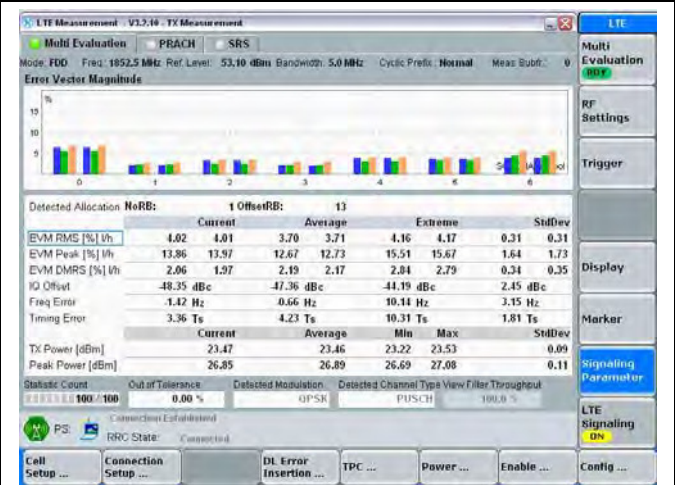 LTE Measurement - V3.2.10 - TX Measurement
LTE
Multi Evaluation PRACH SRS
Multi Evaluation RDY
Mode: FDD Freq: 1852.5 MHz Ref. Level: 53.10 dBm Bandwidth: 5.0 MHz Cyclic Prefix: Normal Meas Subfr.: 0
Error Vector Magnitude
%
15
10
5
0 1 2 3 4 5 6
RF Settings
Trigger
Detected Allocation NoRB: 1 OffsetRB: 13
Current Average Extreme StdDev
EVM RMS [%] l/h 4.02 4.01 3.70 3.71 4.16 4.17 0.31 0.31
EVM Peak [%] l/h 13.86 13.97 12.67 12.73 15.51 15.67 1.64 1.73
EVM DMRS [%] l/h 2.06 1.97 2.19 2.17 2.84 2.79 0.34 0.35
IQ Offset -48.35 dBc -47.36 dBc -44.19 dBc 2.45 dBc
Freq Error -1.42 Hz -0.66 Hz 10.14 Hz 3.15 Hz
Timing Error 3.36 Ts 4.23 Ts 10.31 Ts 1.81 Ts
Current Average Min Max StdDev
TX Power [dBm] 23.47 23.46 23.22 23.53 0.09
Peak Power [dBm] 26.85 26.89 26.69 27.08 0.11
Display
Marker
Signaling Parameter
Statistic Count Out of Tolerance Detected Modulation Detected Channel Type View Filter Throughput
100 / 100 0.00 % QPSK PUSCH 100.0 %
PS: Connection Established
RRC State: Connected
LTE Signaling ON
Cell Setup ... Connection Setup ... DL Error Insertion ... TPC ... Power ... Enable ... Config ...